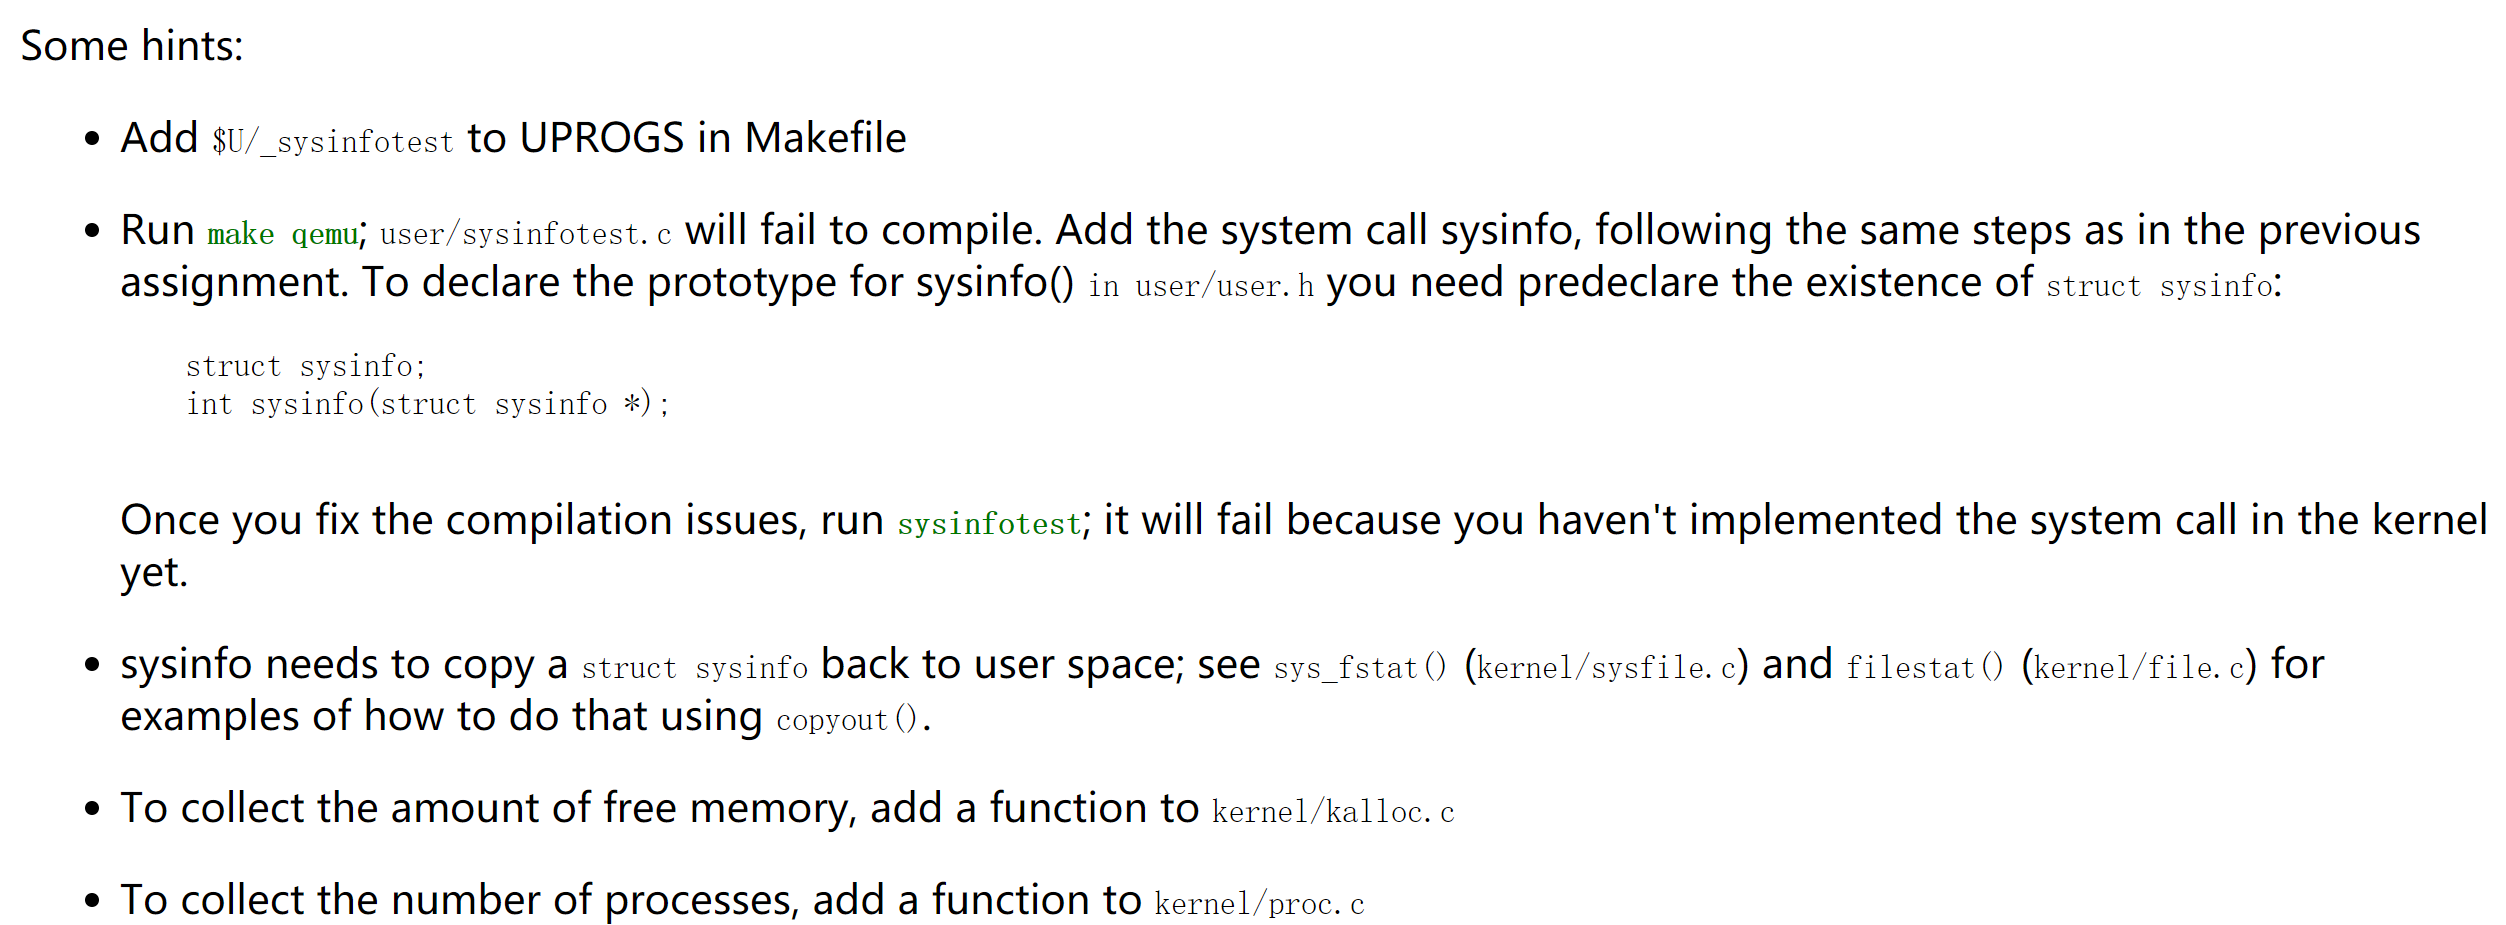 Some hints:
• Add $U/_sysinfotest to UPROGS in Makefile
• Run make qemu; user/sysinfotest.c will fail to compile. Add the system call sysinfo, following the same steps as in the previous
assignment. To declare the prototype for sysinfo() in user/user.h you need predeclare the existence of struct sysinfo:
struct sysinfo;
int sysinfo(struct sysinfo *);
Once you fix the compilation issues, run sysinfotest; it will fail because you haven't implemented the system call in the kernel
yet.
• sysinfo needs to copy a struct sysinfo back to user space; see sys_fstat() (kernel/sysfile.c) and filestat() (kernel/file.c) for
examples of how to do that using copyout().
• To collect the amount of free memory, add a function to kernel/kalloc.c
• To collect the number of processes, add a function to kernel/proc.c